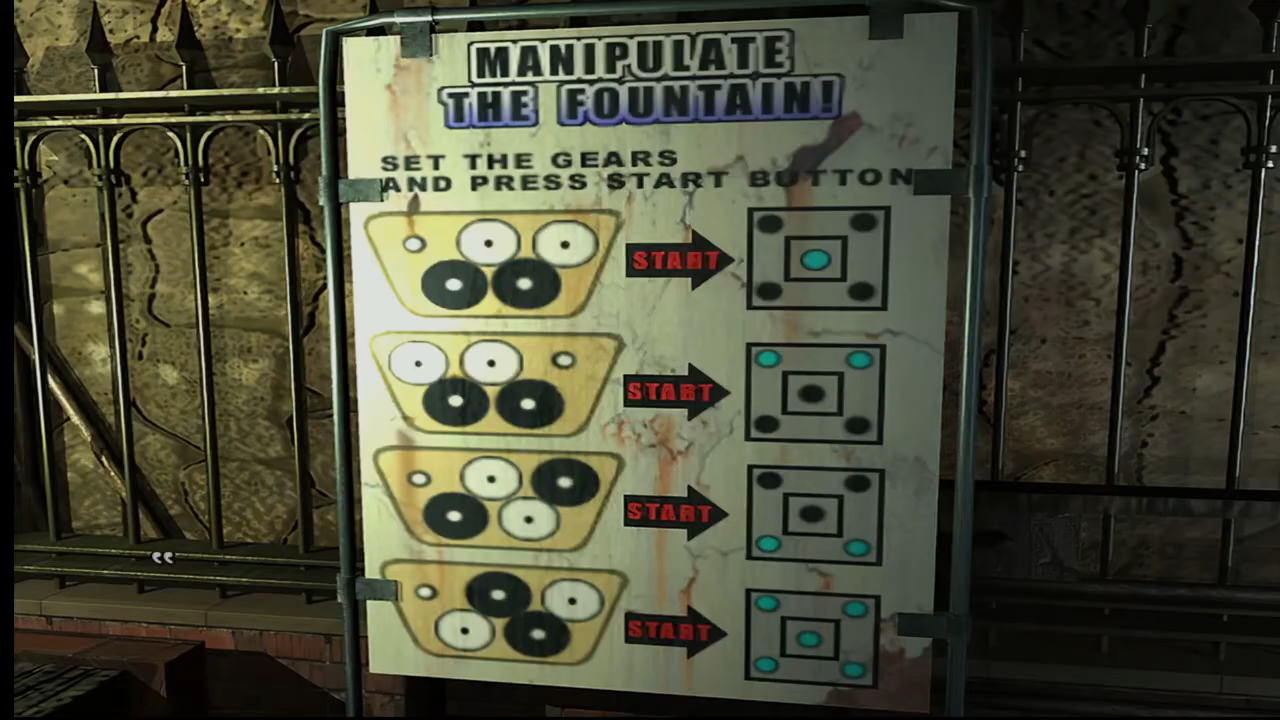 MANIPULATE
THE FOUNTAIN!
SET THE GEARS
AND PRESS START BUTTON
START
START
START
START
“